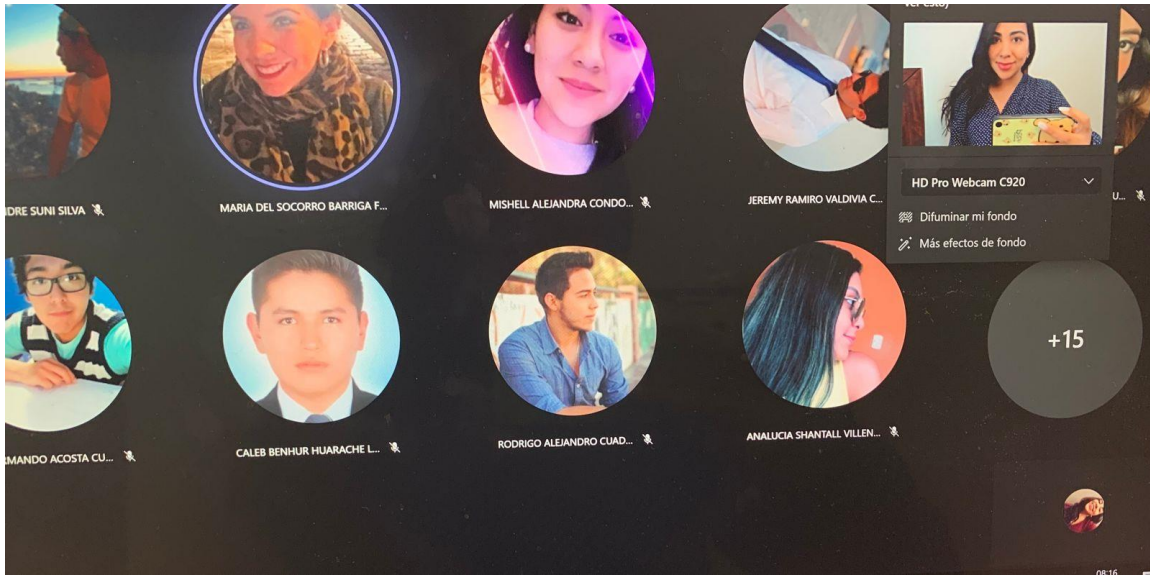 IDRE SUNI SILVA
MARIA DEL SOCORRO BARRIGA F...
MISHELL ALEJANDRA CONDO...
JEREMY RAMIRO VALDIVIA C...
U...
HD Pro Webcam C920
Difuminar mi fondo
Más efectos de fondo
RMANDO ACOSTA CU...
CALEB BENHUR HUARACHE L...
RODRIGO ALEJANDRO CUAD...
ANALUCIA SHANTALL VILLEN...
+15
08:16